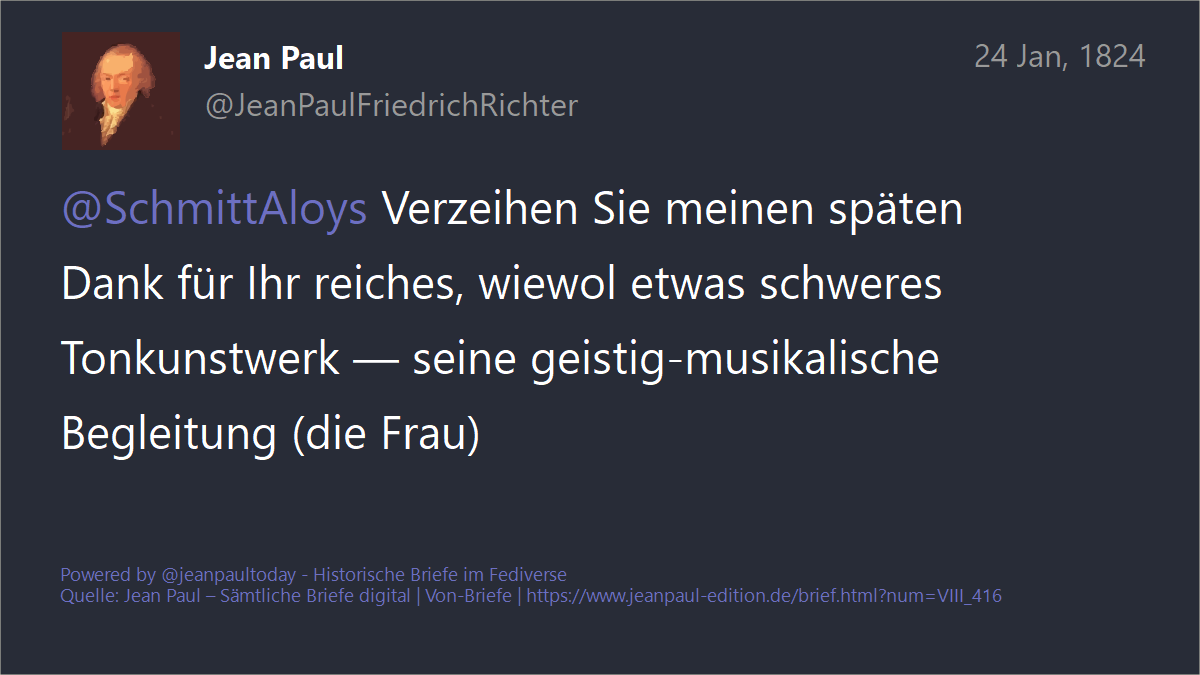 Jean Paul
24 Jan, 1824
@JeanPaulFriedrichRichter
@SchmittAloys Verzeihen Sie meinen späten
Dank für Ihr reiches, wiewol etwas schweres
Tonkunstwerk — seine geistig-musikalische
Begleitung (die Frau)
Powered by @jeanpaultoday - Historische Briefe im Fediverse
Quelle: Jean Paul – Sämtliche Briefe digital | Von-Briefe | https://www.jeanpaul-edition.de/brief.html?num=VIII_416